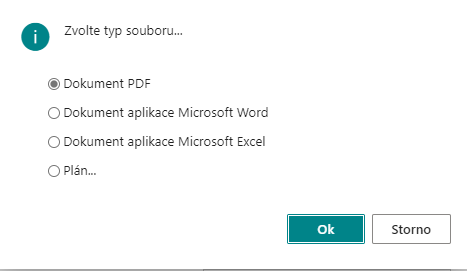 Zvolte typ souboru...
Dokument PDF
Dokument aplikace Microsoft Word
Dokument aplikace Microsoft Excel
Plán...
Ok Storno